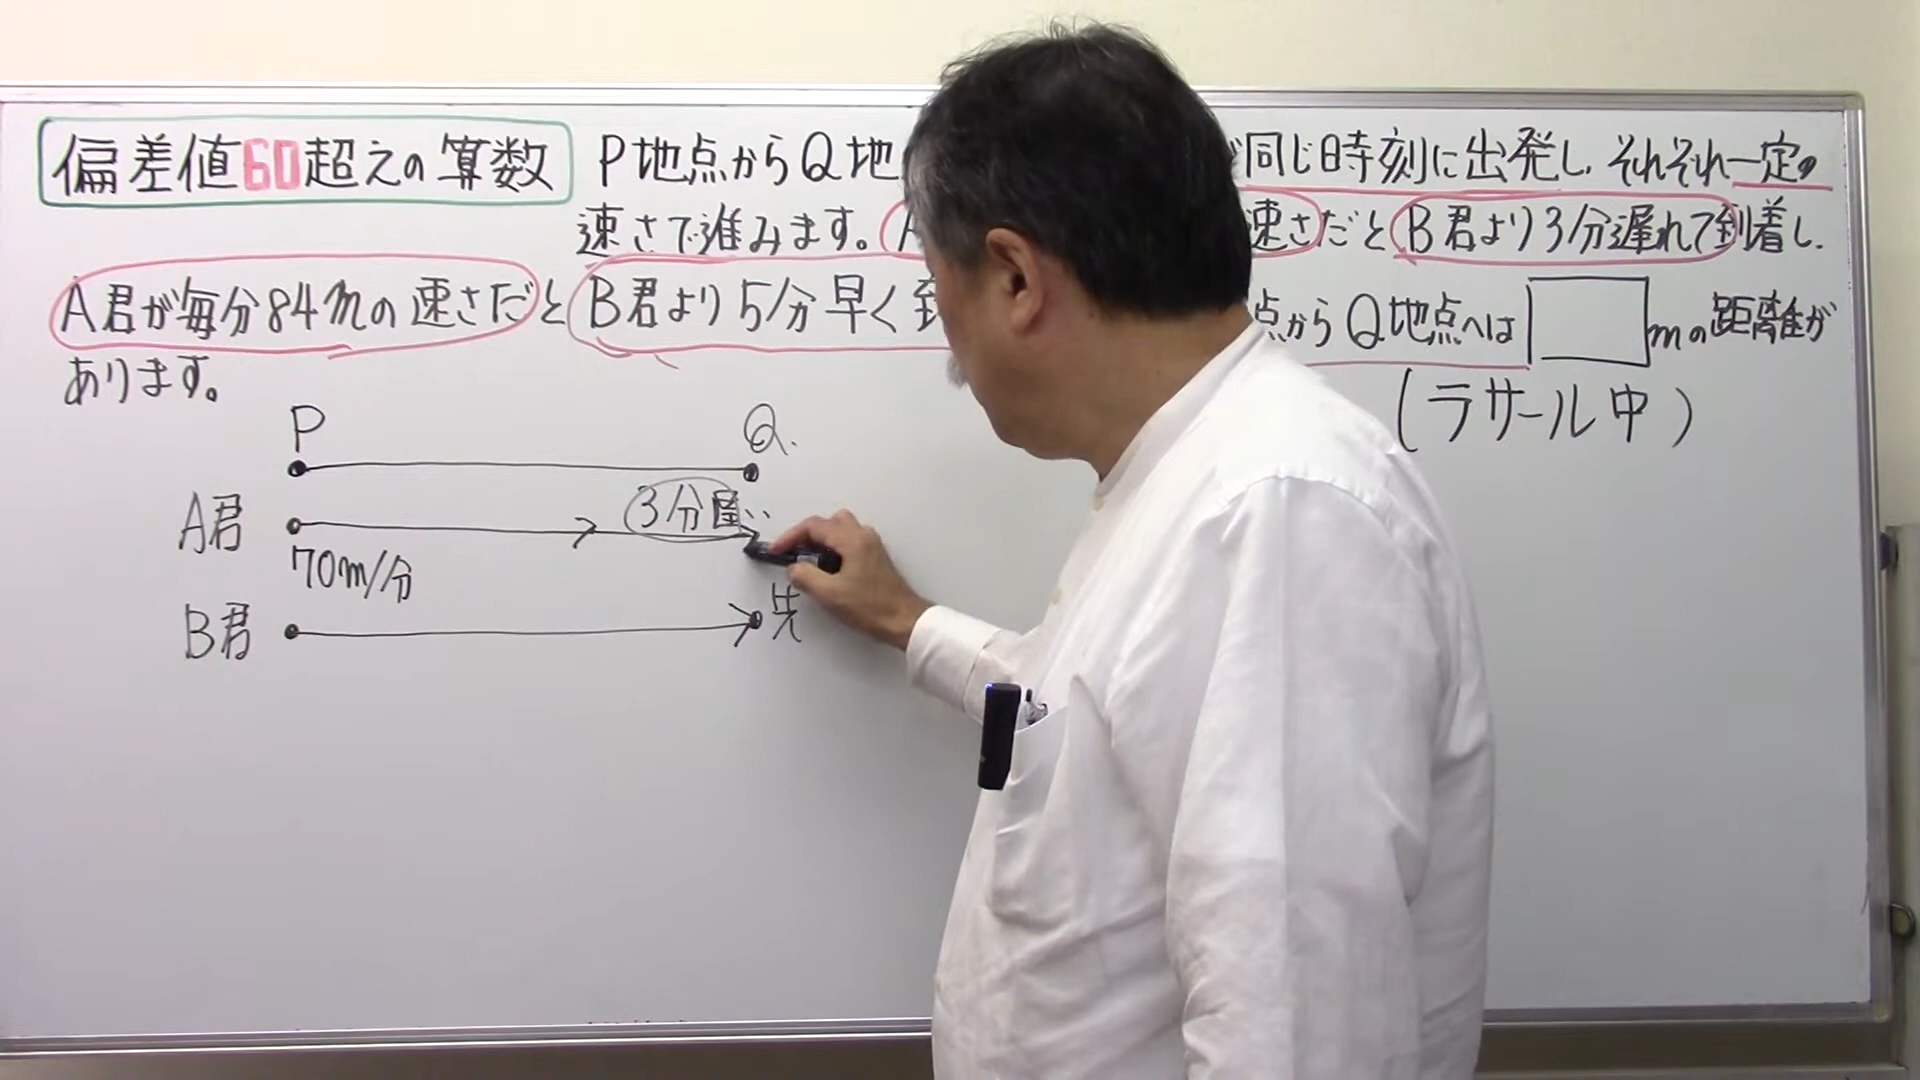 偏差値60超えの算数
P地点からQ地 同じ時刻に出発し、それぞれ一定の
速さで進みます。A 速さだとB君より3分遅れて到着し、
A君が毎分84mの速さだとB君より5分早く到 点からQ地点へは mの距離が
あります。
(ラサール中)
P Q
A君 3分
70m/分
B君 先